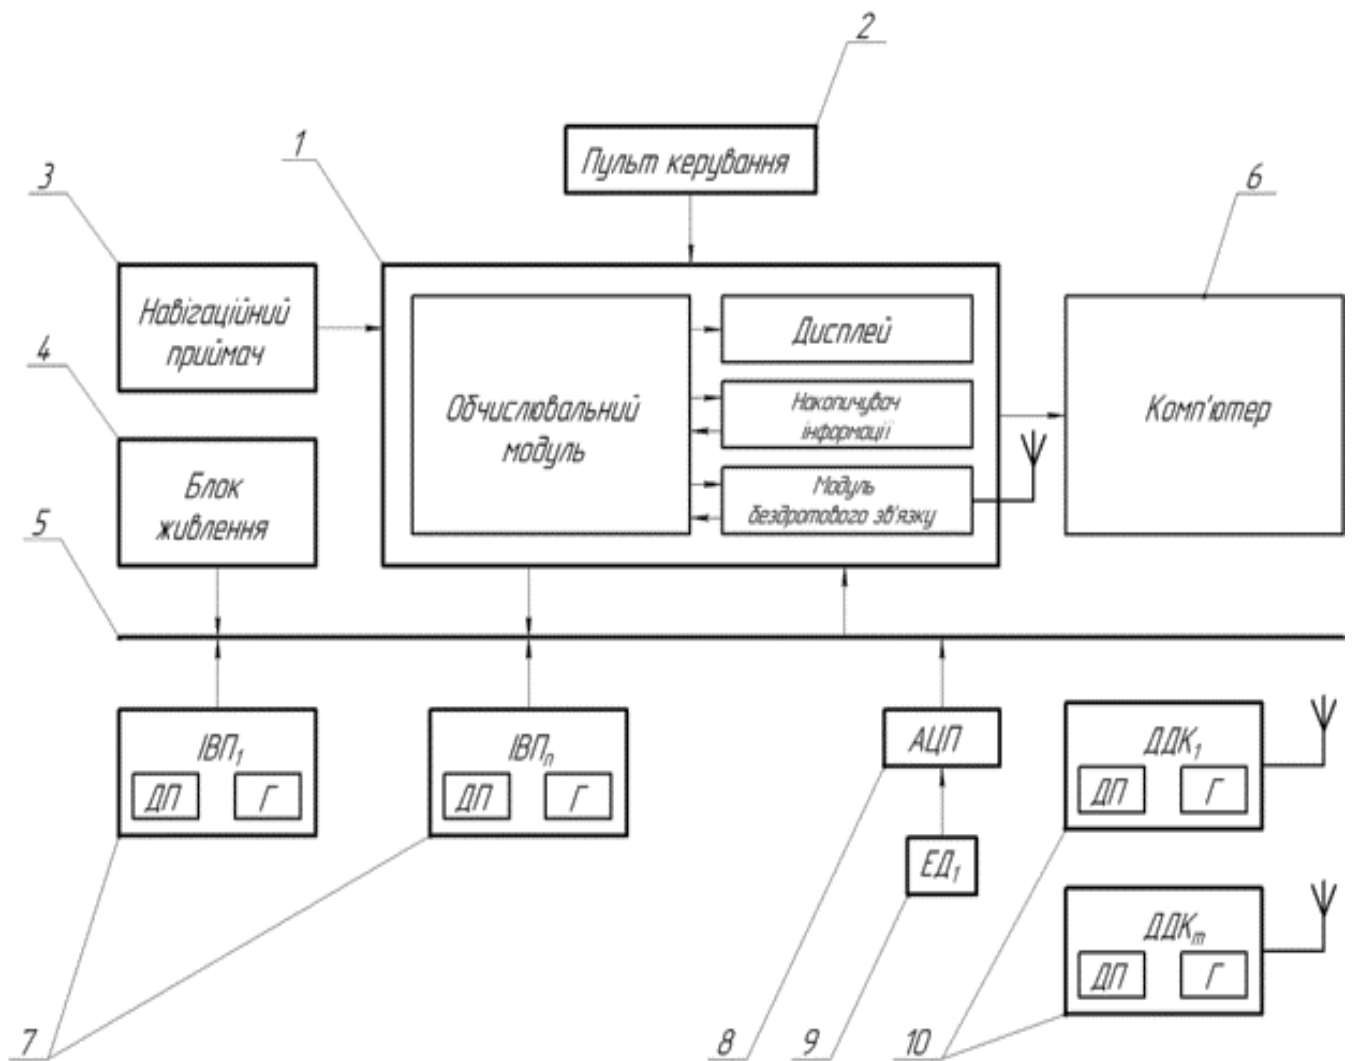 2
Пульт керування
1
3
6
Навігаційний
приймач
4
Обчислювальний
модуль
Дисплей
Накопичувач
інформації
Модуль
бездротового зв'язку
Комп'ютер
Блок
живлення
5
ІВП₁
ДП Г
ІВПₙ
ДП Г
АЦП
ЕД₁
ДДК₁
ДП Г
ДДКₘ
ДП Г
7
8
9
10